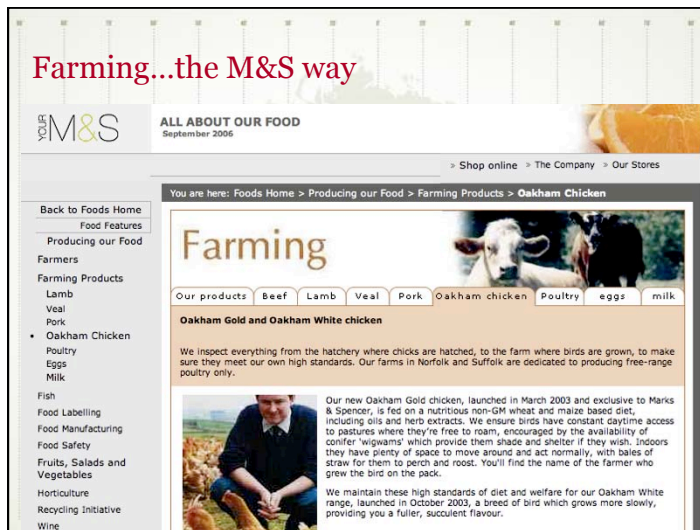 Farming...the M&S way
YOUR M&S
ALL ABOUT OUR FOOD
September 2006
> Shop online > The Company > Our Stores
You are here: Foods Home > Producing our Food > Farming Products > Oakham Chicken
Back to Foods Home
Food Features
Producing our Food
Farmers
Farming Products
Lamb
Veal
Pork
• Oakham Chicken
Poultry
Eggs
Milk
Fish
Food Labelling
Food Manufacturing
Food Safety
Fruits, Salads and
Vegetables
Horticulture
Recycling Initiative
Wine
Farming
Our products Beef Lamb Veal Pork Oakham chicken Poultry eggs milk
Oakham Gold and Oakham White chicken
We inspect everything from the hatchery where chicks are hatched, to the farm where birds are grown, to make
sure they meet our own high standards. Our farms in Norfolk and Suffolk are dedicated to producing free-range
poultry only.
Our new Oakham Gold chicken, launched in March 2003 and exclusive to Marks
& Spencer, is fed on a nutritious non-GM wheat and maize based diet,
including oils and herb extracts. We ensure birds have constant daytime access
to pastures where they're free to roam, encouraged by the availability of
conifer 'wigwams' which provide them shade and shelter if they wish. Indoors
they have plenty of space to move around and act normally, with bales of
straw for them to perch and roost. You'll find the name of the farmer who
grew the bird on the pack.
We maintain these high standards of diet and welfare for our Oakham White
range, launched in October 2003, a breed of bird which grows more slowly,
providing you a fuller, succulent flavour.